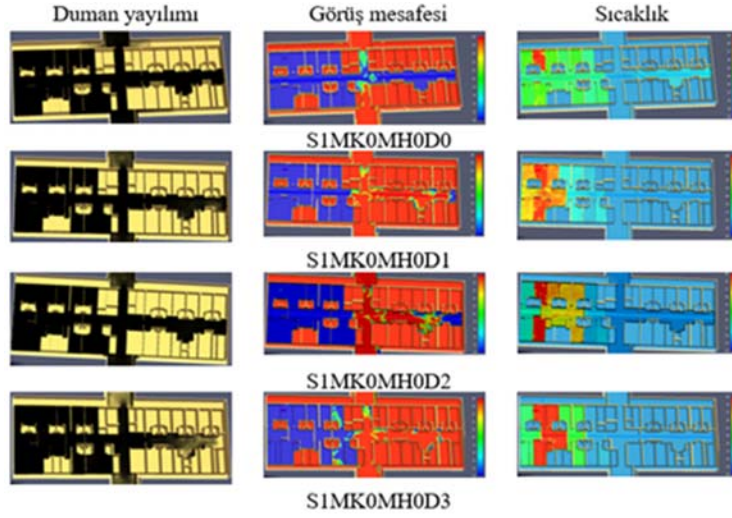 Duman yayılımı Görüş mesafesi Sıcaklık
S1MK0MH0D0
S1MK0MH0D1
S1MK0MH0D2
S1MK0MH0D3